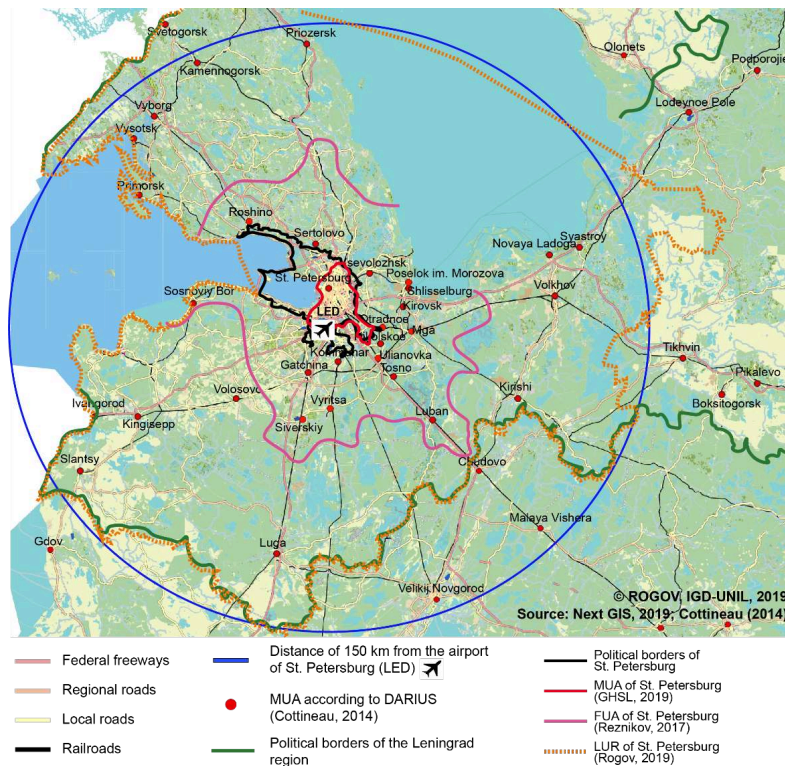 Svetogorsk
Priozersk
Olonets
Podporojie
Kamennogorsk
Lodeynoe Pole
Vyborg
Vysotsk
Primorsk
Roshino
Sertolovo
Novaya Ladoga
Syastroy
sevolozhsk
Poselok im. Morozova
St. Petersburg
Shlisselburg
Sosnoviy Bor
Volkhov
Kirovsk
LED
Otradnoe
Mga
Tikhvin
Ulianovka
Gatchina
Tosno
Pikalevo
Volosovo
Kirishi
Boksitogorsk
Ivangorod
Vyritsa
Luban
Kingisepp
Siverskiy
Slantsy
Chudovo
Malaya Vishera
Gdov
Luga
Velikij Novgorod
© ROGOV, IGD-UNIL, 2019
Source: Next GIS, 2019; Cottineau (2014)
Federal freeways
Regional roads
Local roads
Railroads
Distance of 150 km from the airport
of St. Petersburg (LED)
MUA according to DARIUS
(Cottineau, 2014)
Political borders of the Leningrad
region
Political borders of
St. Petersburg
MUA of St. Petersburg
(GHSL, 2019)
FUA of St. Petersburg
(Reznikov, 2017)
LUR of St. Petersburg
(Rogov, 2019)